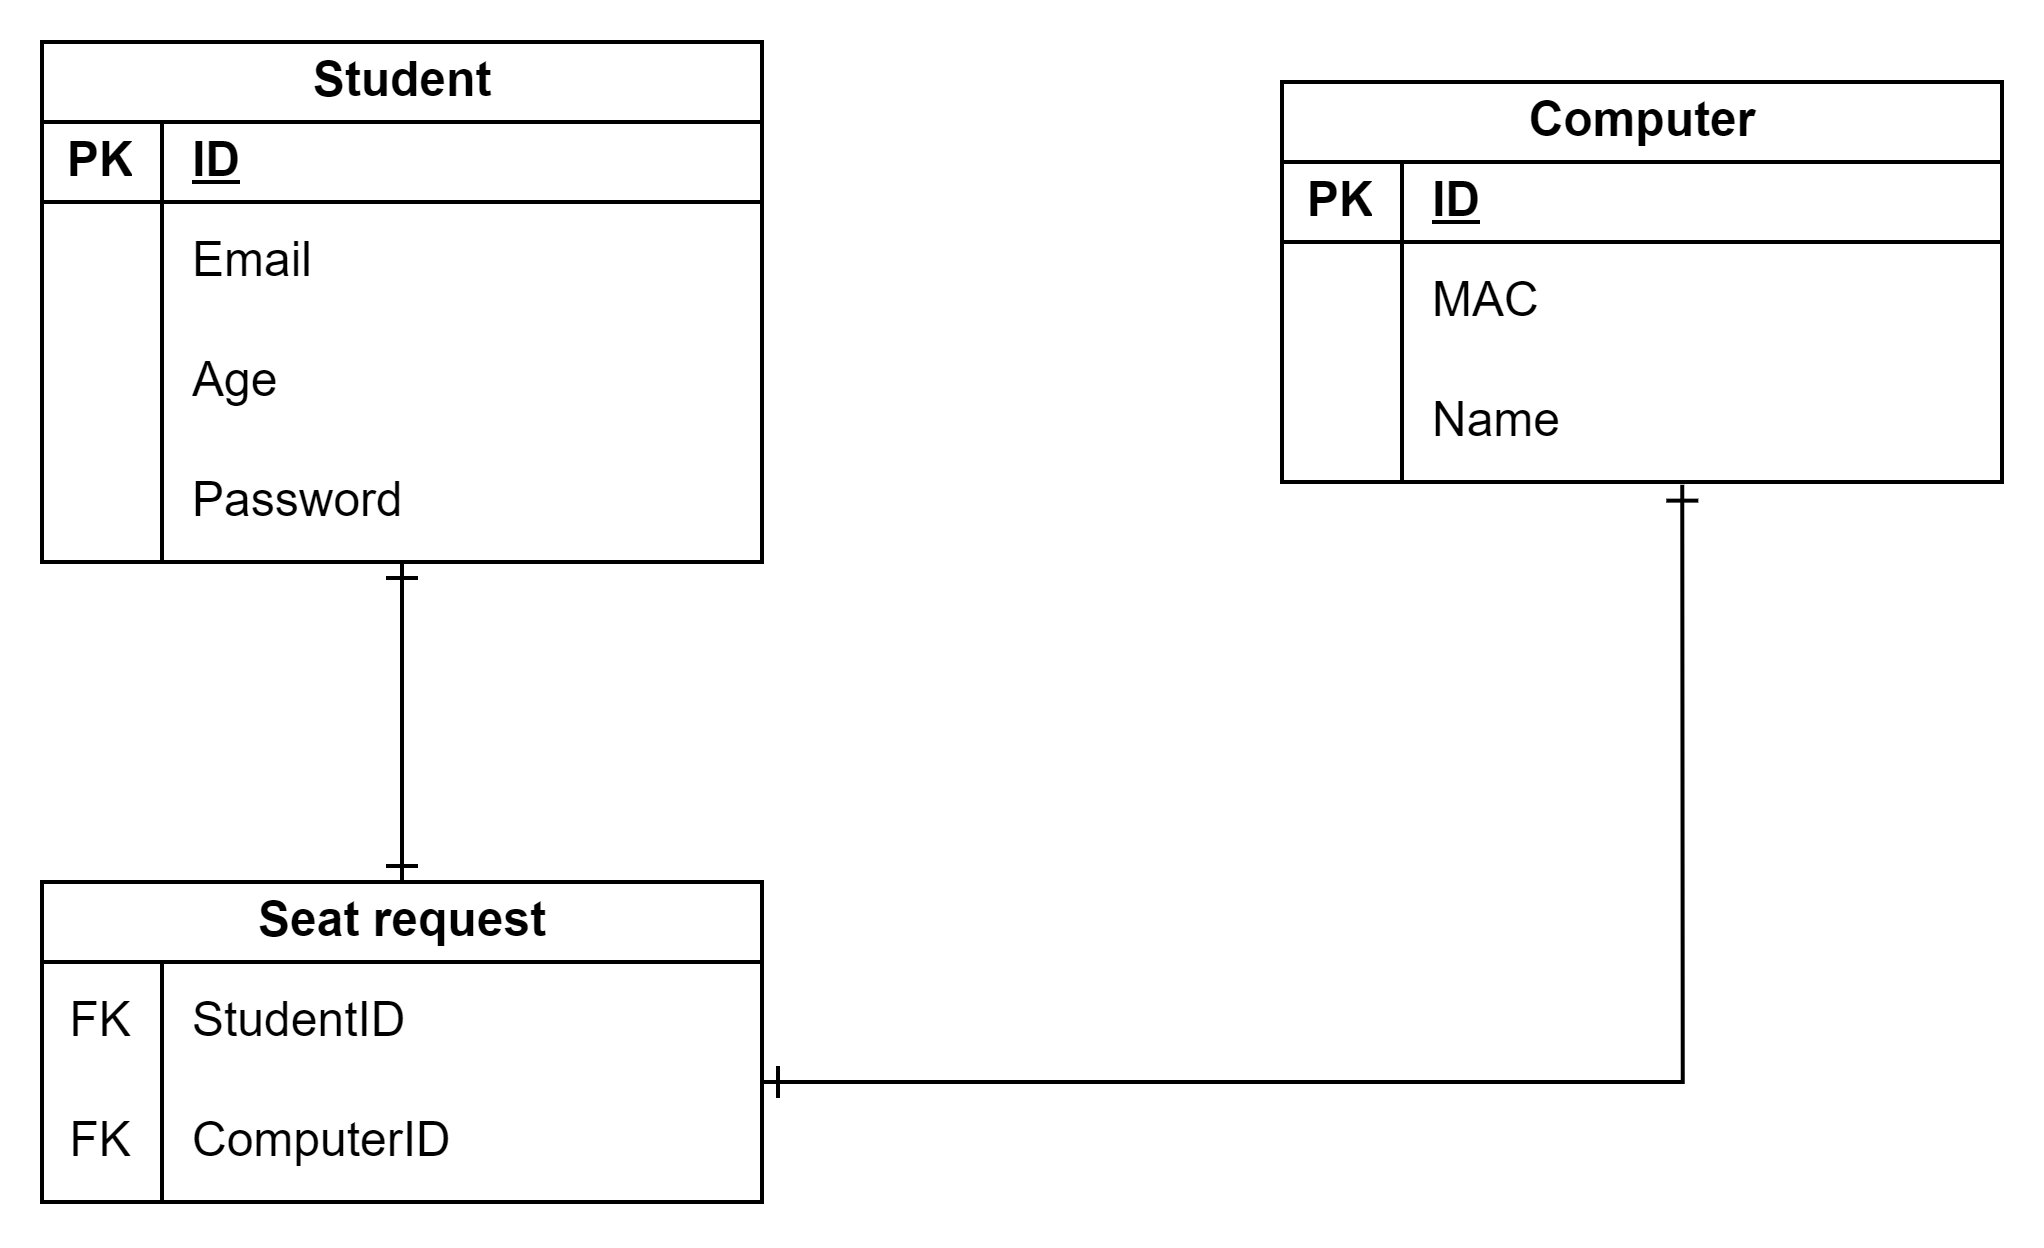 Student
PK ID
Email
Age
Password
Computer
PK ID
MAC
Name
Seat request
FK StudentID
FK ComputerID